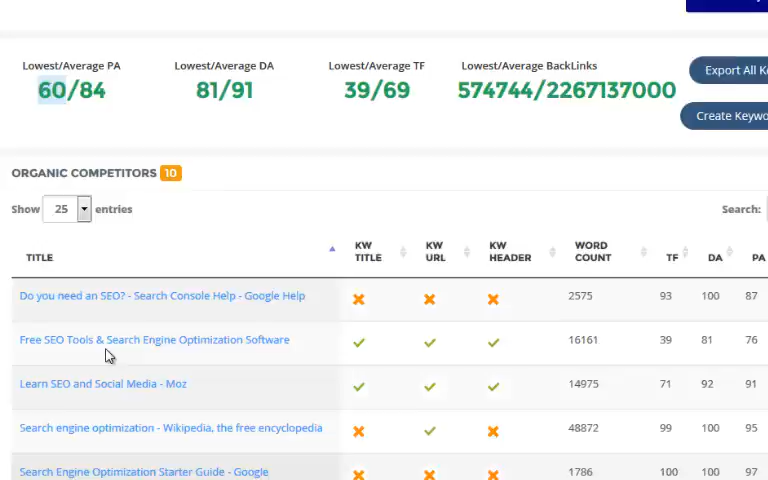 Lowest/Average PA Lowest/Average DA Lowest/Average TF Lowest/Average BackLinks
60/84 81/91 39/69 574744/2267137000
Export All
Create
ORGANIC COMPETITORS 10
Show 25 entries Search:
TITLE KW TITLE KW URL KW HEADER WORD COUNT TF DA PA
Do you need an SEO? - Search Console Help - Google Help 2575 93 100 87
Free SEO Tools & Search Engine Optimization Software 16161 39 81 76
Learn SEO and Social Media - Moz 14975 71 92 91
Search engine optimization - Wikipedia, the free encyclopedia 48872 99 100 95
Search Engine Optimization Starter Guide - Google 1786 100 100 97